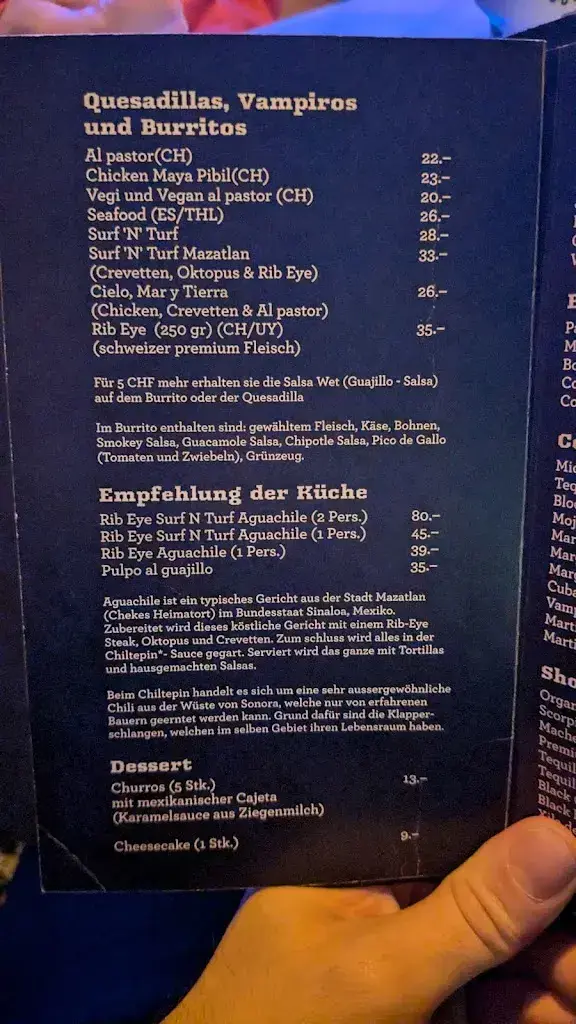 Quesadillas, Vampiros
und Burritos
Al pastor(CH) 22.–
Chicken Maya Pibil(CH) 23.–
Vegi und Vegan al pastor (CH) 20.–
Seafood (ES/THL) 26.–
Surf 'N' Turf 28.–
Surf 'N' Turf Mazatlan 33.–
(Crevetten, Oktopus & Rib Eye)
Cielo, Mar y Tierra 26.–
(Chicken, Crevetten & Al pastor)
Rib Eye (250 gr) (CH/UY) 35.–
(schweizer premium Fleisch)
Für 5 CHF mehr erhalten sie die Salsa Wet (Guajillo - Salsa)
auf dem Burrito oder der Quesadilla
Im Burrito enthalten sind: gewähltem Fleisch, Käse, Bohnen,
Smokey Salsa, Guacamole Salsa, Chipotle Salsa, Pico de Gallo
(Tomaten und Zwiebeln), Grünzeug.
Empfehlung der Küche
Rib Eye Surf N Turf Aguachile (2 Pers.) 80.–
Rib Eye Surf N Turf Aguachile (1 Pers.) 45.–
Rib Eye Aguachile (1 Pers.) 39.–
Pulpo al guajillo 35.–
Aguachile ist ein typisches Gericht aus der Stadt Mazatlan
(Chekes Heimatort) im Bundesstaat Sinaloa, Mexiko.
Zubereitet wird dieses köstliche Gericht mit einem Rib-Eye
Steak, Oktopus und Crevetten. Zum schluss wird alles in der
Chiltepin*- Sauce gegart. Serviert wird das ganze mit Tortillas
und hausgemachten Salsas.
Beim Chiltepin handelt es sich um eine sehr aussergewöhnliche
Chili aus der Wüste von Sonora, welche nur von erfahrenen
Bauern geerntet werden kann. Grund dafür sind die Klapper-
schlangen, welchen im selben Gebiet ihren Lebensraum haben.
Dessert
Churros (5 Stk.) 13.–
mit mexikanischer Cajeta
(Karamelsauce aus Ziegenmilch)
Cheesecake (1 Stk.) 9.–